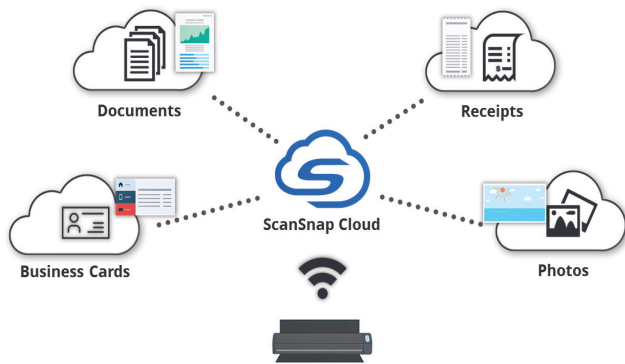 Documents
Receipts
ScanSnap Cloud
Business Cards
Photos